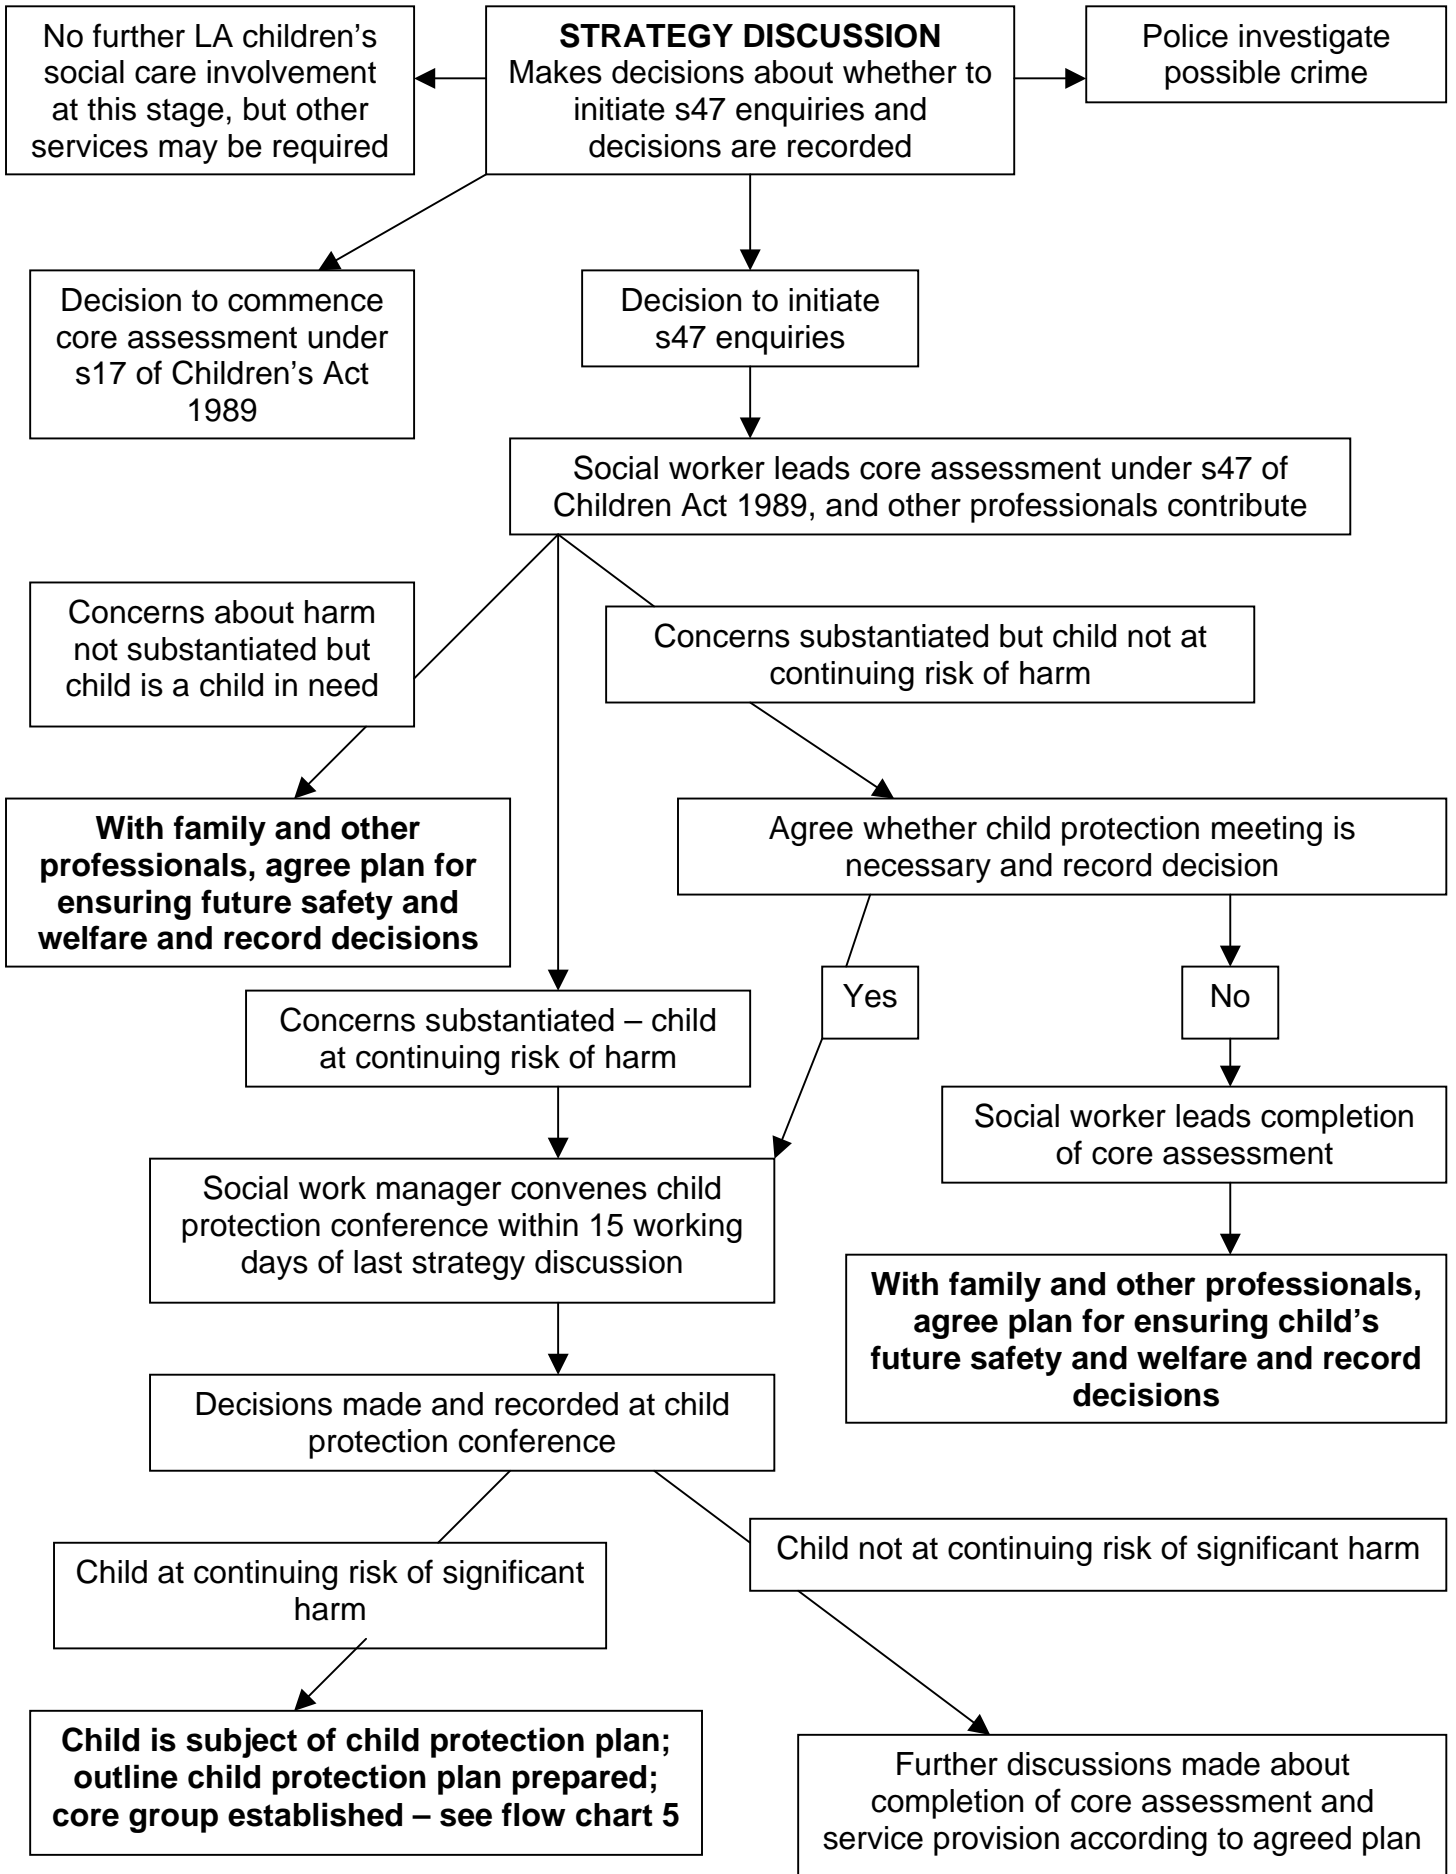 No further LA children’s
social care involvement
at this stage, but other
services may be required
STRATEGY DISCUSSION
Makes decisions about whether to
initiate s47 enquiries and
decisions are recorded
Police investigate
possible crime
Decision to commence
core assessment under
s17 of Children’s Act
1989
Decision to initiate
s47 enquiries
Social worker leads core assessment under s47 of
Children Act 1989, and other professionals contribute
Concerns about harm
not substantiated but
child is a child in need
Concerns substantiated but child not at
continuing risk of harm
With family and other
professionals, agree plan for
ensuring future safety and
welfare and record decisions
Agree whether child protection meeting is
necessary and record decision
Yes
No
Concerns substantiated – child
at continuing risk of harm
Social worker leads completion
of core assessment
Social work manager convenes child
protection conference within 15 working
days of last strategy discussion
With family and other professionals,
agree plan for ensuring child’s
future safety and welfare and record
decisions
Decisions made and recorded at child
protection conference
Child at continuing risk of significant
harm
Child not at continuing risk of significant harm
Child is subject of child protection plan;
outline child protection plan prepared;
core group established – see flow chart 5
Further discussions made about
completion of core assessment and
service provision according to agreed plan